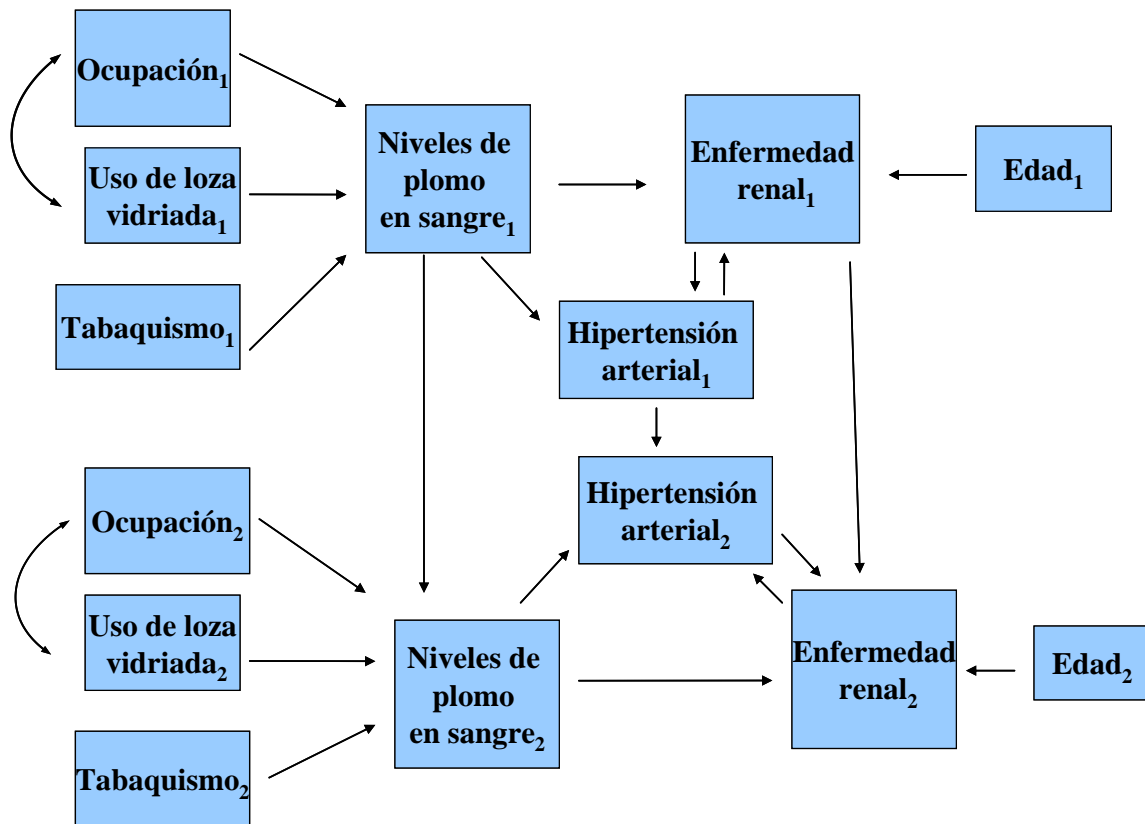 Ocupación₁
Uso de loza
vidriada₁
Tabaquismo₁
Niveles de
plomo
en sangre₁
Enfermedad
renal₁
Edad₁
Hipertensión
arterial₁
Hipertensión
arterial₂
Ocupación₂
Uso de loza
vidriada₂
Tabaquismo₂
Niveles de
plomo
en sangre₂
Enfermedad
renal₂
Edad₂